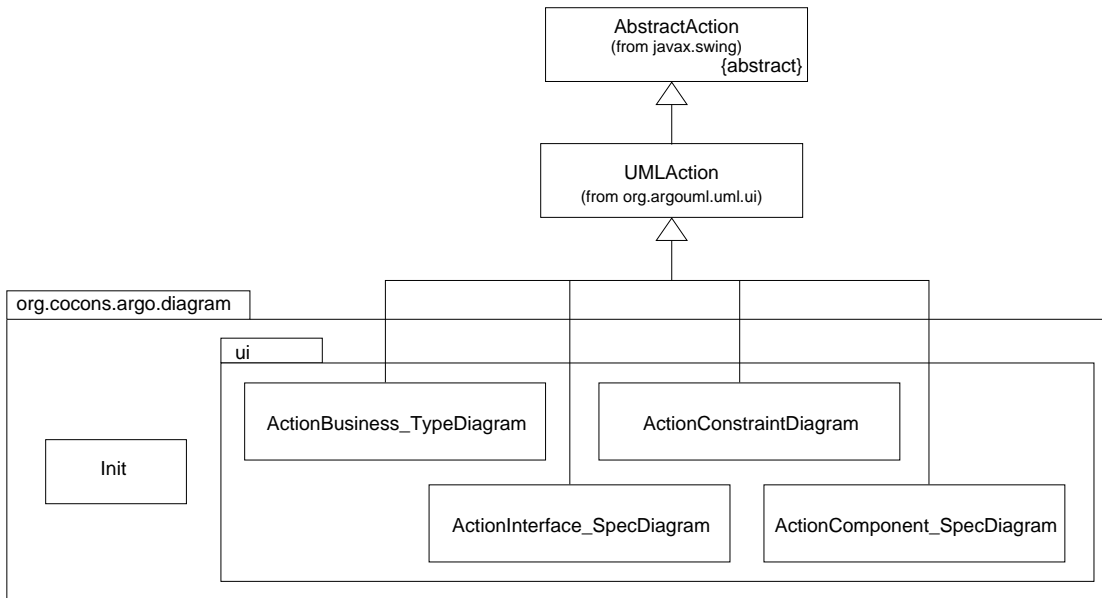 AbstractAction
(from javax.swing)
{abstract}
UMLAction
(from org.argouml.uml.ui)
org.cocons.argo.diagram
ui
ActionBusiness_TypeDiagram
ActionConstraintDiagram
Init
ActionInterface_SpecDiagram
ActionComponent_SpecDiagram